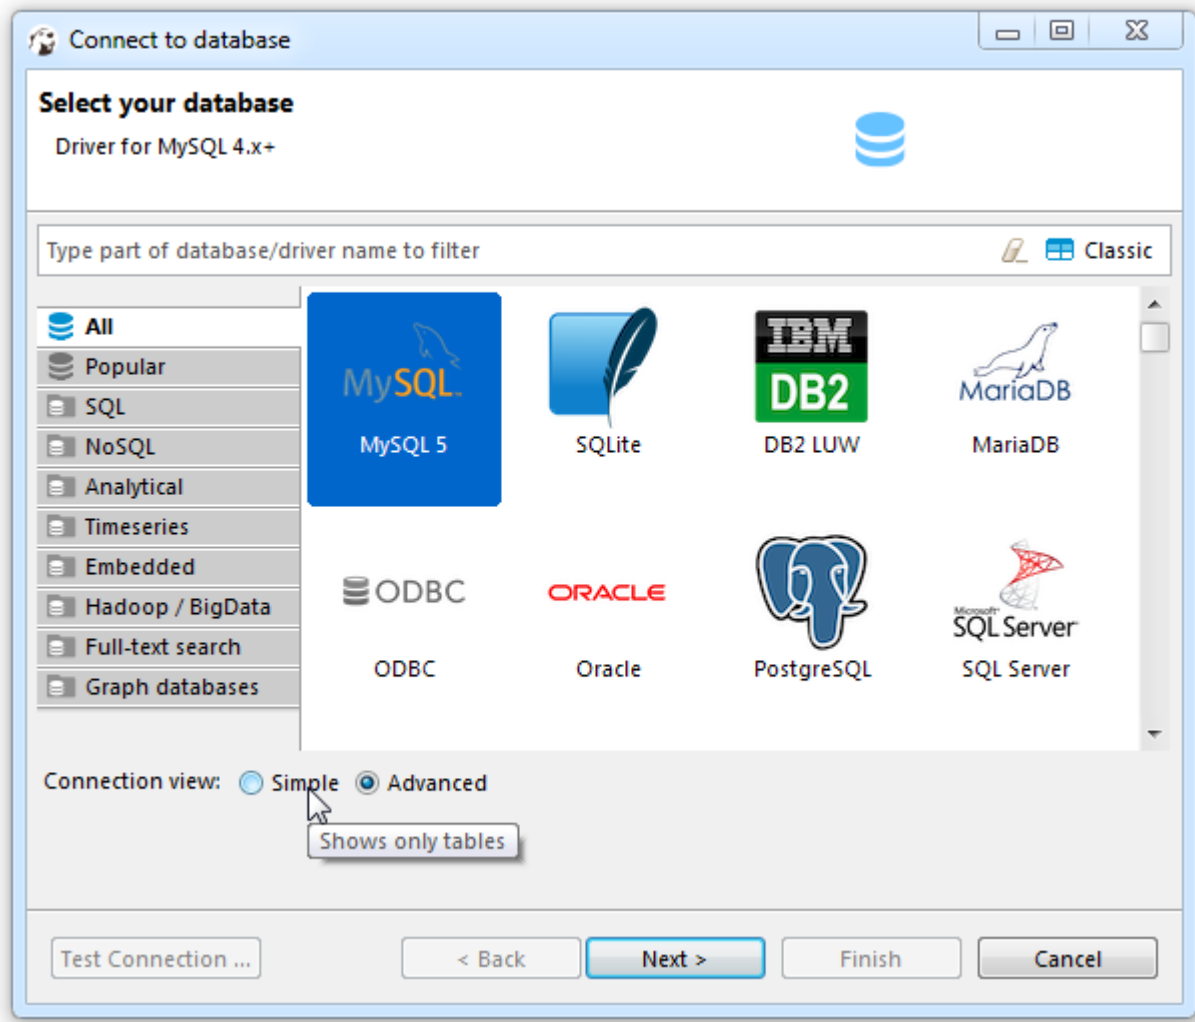 Connect to database
Select your database
Driver for MySQL 4.x+
Type part of database/driver name to filter
Classic
All
Popular
SQL
NoSQL
Analytical
Timeseries
Embedded
Hadoop / BigData
Full-text search
Graph databases
MySQL™
MySQL 5
SQLite
IBM
DB2
DB2 LUW
MariaDB
MariaDB
ODBC
ODBC
ORACLE
Oracle
PostgreSQL
Microsoft®
SQL Server
SQL Server
Connection view: Simple Advanced
Shows only tables
Test Connection ... < Back Next > Finish Cancel